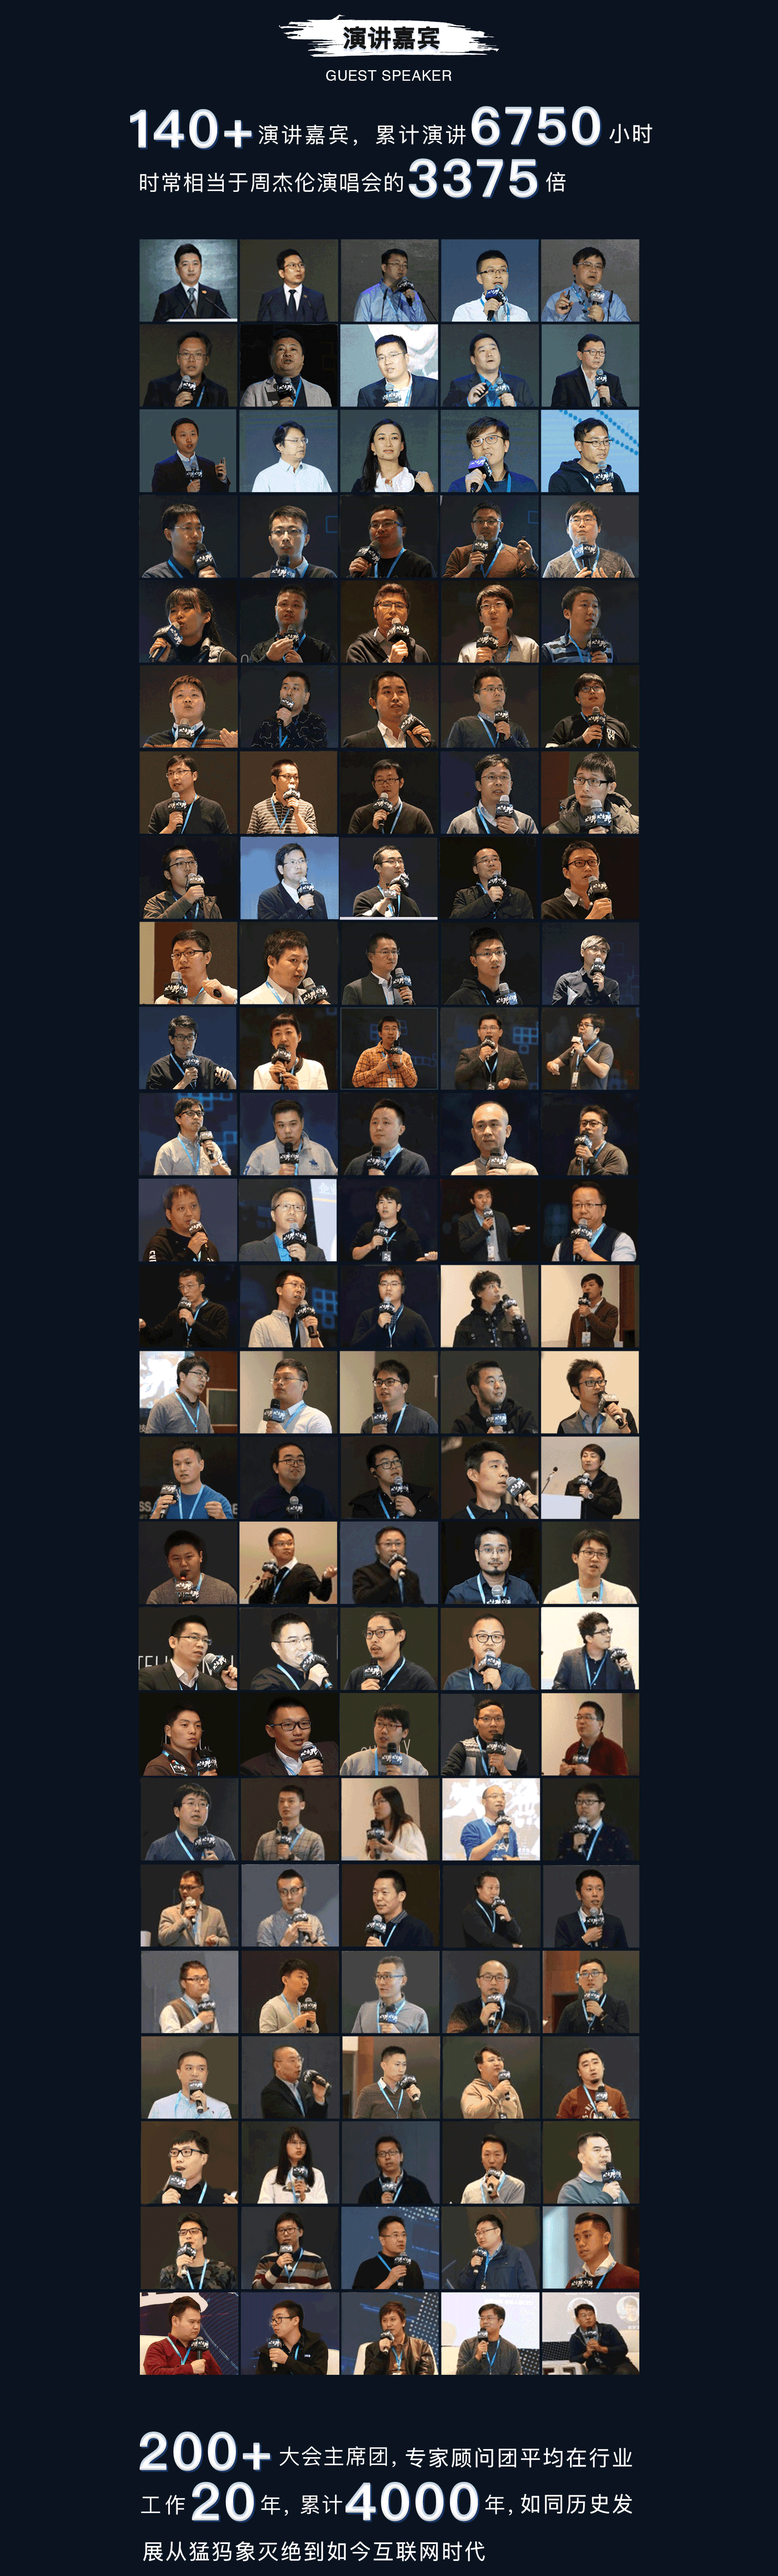 演讲嘉宾
GUEST SPEAKER
140+演讲嘉宾，累计演讲6750小时
时常相当于周杰伦演唱会的3375倍
200+大会主席团，专家顾问团平均在行业
工作20年，累计4000年，如同历史发
展从猛犸象灭绝到如今互联网时代